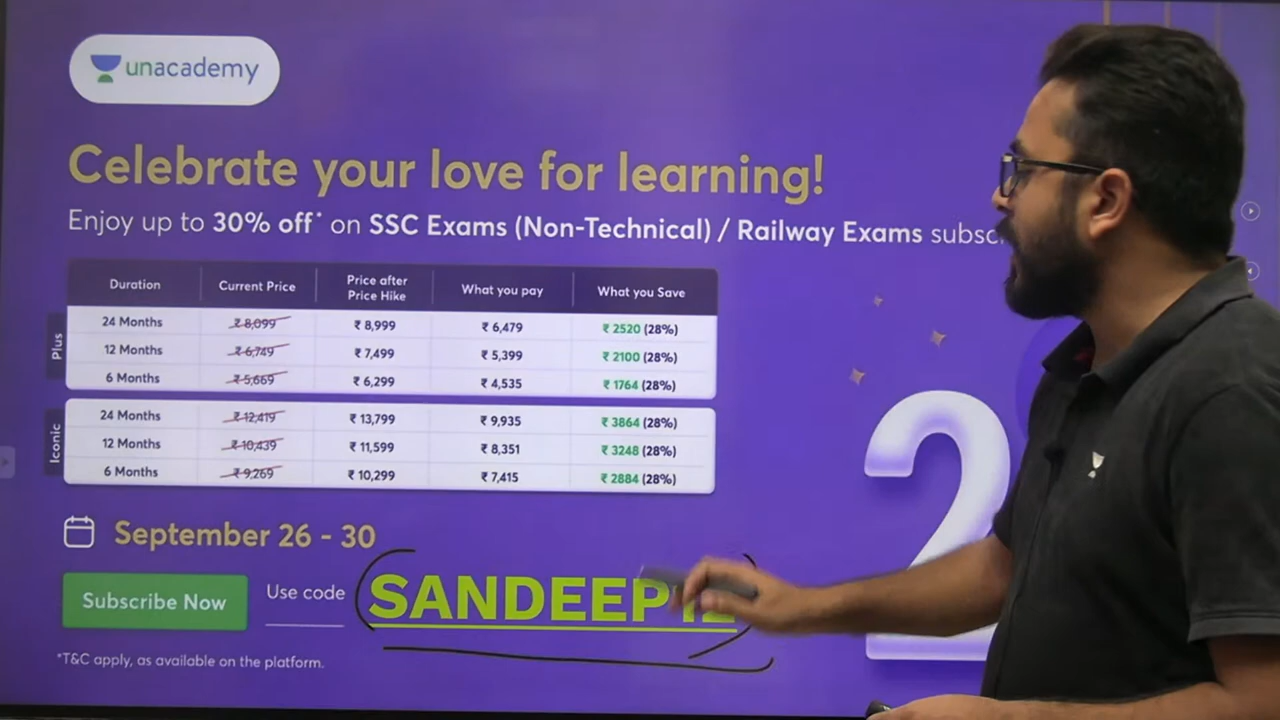 unacademy
Celebrate your love for learning!
Enjoy up to 30% off* on SSC Exams (Non-Technical) / Railway Exams
Duration Current Price Price after Price Hike What you pay What you Save
Plus
24 Months ₹ 8,099 ₹ 8,999 ₹ 6,479 ₹ 2520 (28%)
12 Months ₹ 6,749 ₹ 7,499 ₹ 5,399 ₹ 2100 (28%)
6 Months ₹ 5,669 ₹ 6,299 ₹ 4,535 ₹ 1764 (28%)
Iconic
24 Months ₹ 12,419 ₹ 13,799 ₹ 9,935 ₹ 3864 (28%)
12 Months ₹ 10,439 ₹ 11,599 ₹ 8,351 ₹ 3248 (28%)
6 Months ₹ 9,269 ₹ 10,299 ₹ 7,415 ₹ 2884 (28%)
September 26 - 30
Subscribe Now
Use code
SANDEEP12
2
*T&C apply, as available on the platform.